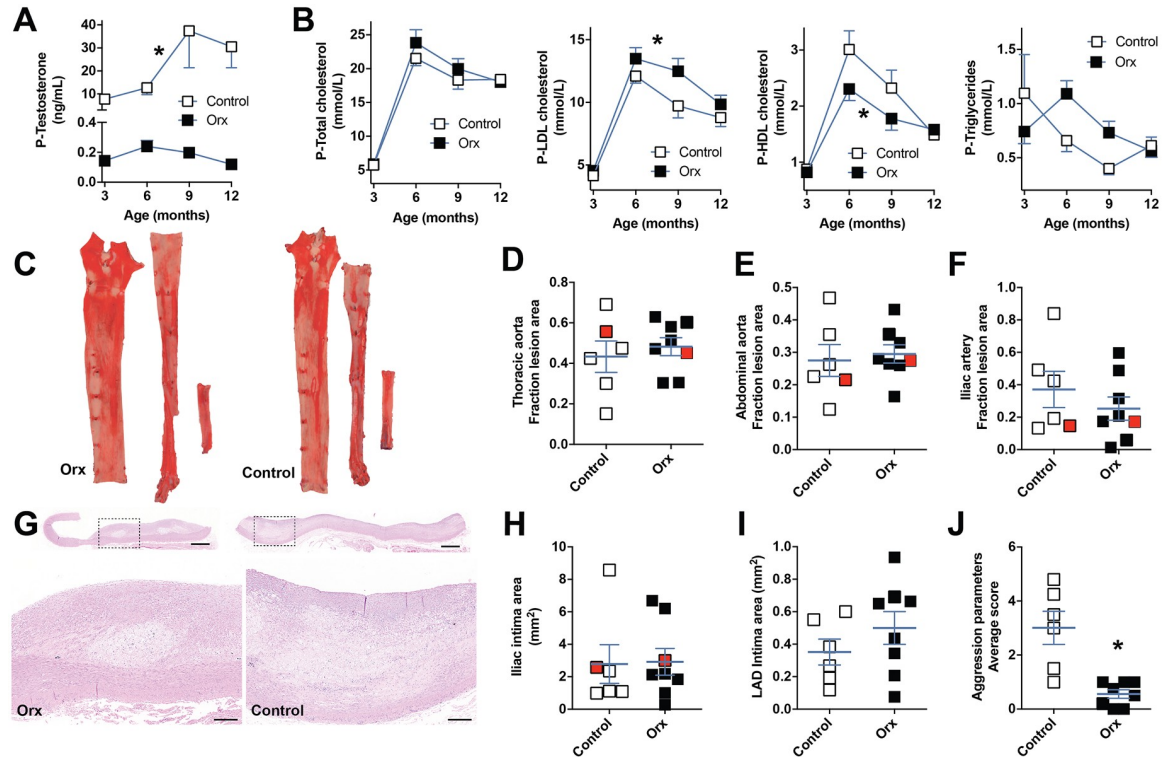 A
P-Testosterone
(ng/mL)
40
30
20
10
0.4
0.2
0.0
*
Control
Orx
3 6 9 12
Age (months)
B
P-Total cholesterol
(mmol/L)
25
20
15
10
5
Control
Orx
3 6 9 12
Age (months)
P-LDL cholesterol
(mmol/L)
15
10
5
*
Control
Orx
3 6 9 12
Age (months)
P-HDL cholesterol
(mmol/L)
3
2
1
*
Control
Orx
3 6 9 12
Age (months)
P-Triglycerides
(mmol/L)
1.5
1.0
0.5
Control
Orx
3 6 9 12
Age (months)
C
Orx
Control
D
Thoracic aorta
Fraction lesion area
0.8
0.6
0.4
0.2
0.0
Control
Orx
E
Abdominal aorta
Fraction lesion area
0.5
0.4
0.3
0.2
0.1
0.0
Control
Orx
F
Iliac artery
Fraction lesion area
1.0
0.8
0.6
0.4
0.2
0.0
Control
Orx
G
Orx
Control
H
Iliac intima area
(mm²)
10
8
6
4
2
0
Control
Orx
I
LAD Intima area (mm²)
1.0
0.8
0.6
0.4
0.2
0.0
Control
Orx
J
Aggression parameters
Average score
6
4
2
0
*
Control
Orx